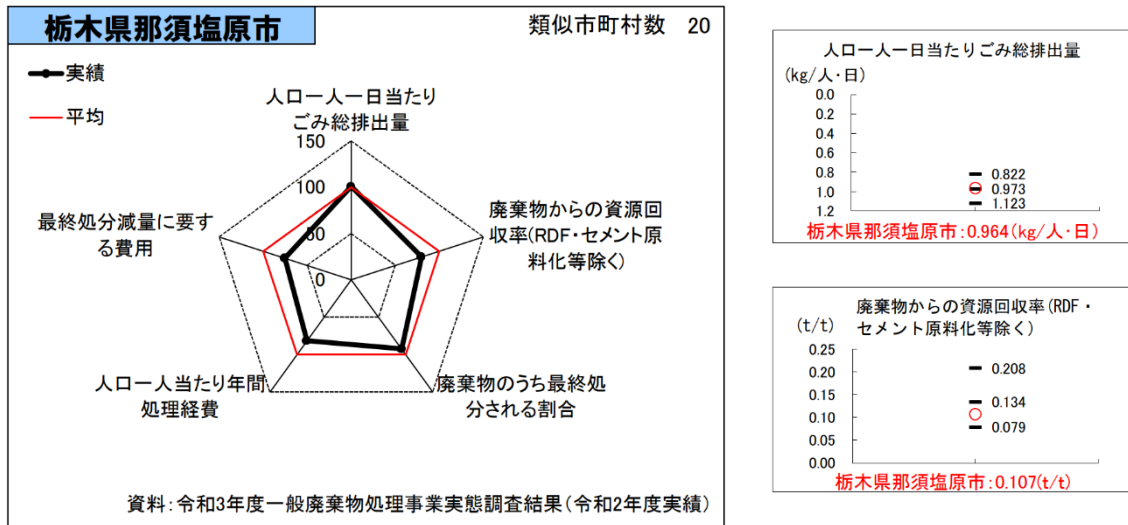 栃木県那須塩原市
類似市町村数 20
実績
平均
人口一人一日当たり
ごみ総排出量
150
100
50
0
廃棄物からの資源回
収率(RDF・セメント原
料化等除く)
最終処分減量に要す
る費用
人口一人当たり年間
処理経費
廃棄物のうち最終処
分される割合
資料:令和3年度一般廃棄物処理事業実態調査結果(令和2年度実績)
人口一人一日当たりごみ総排出量
(kg/人・日)
0.0
0.2
0.4
0.6
0.8
1.0
1.2
0.822
0.973
1.123
栃木県那須塩原市:0.964(kg/人・日)
廃棄物からの資源回収率(RDF・
セメント原料化等除く)
(t/t)
0.25
0.20
0.15
0.10
0.05
0.00
0.208
0.134
0.079
栃木県那須塩原市:0.107(t/t)